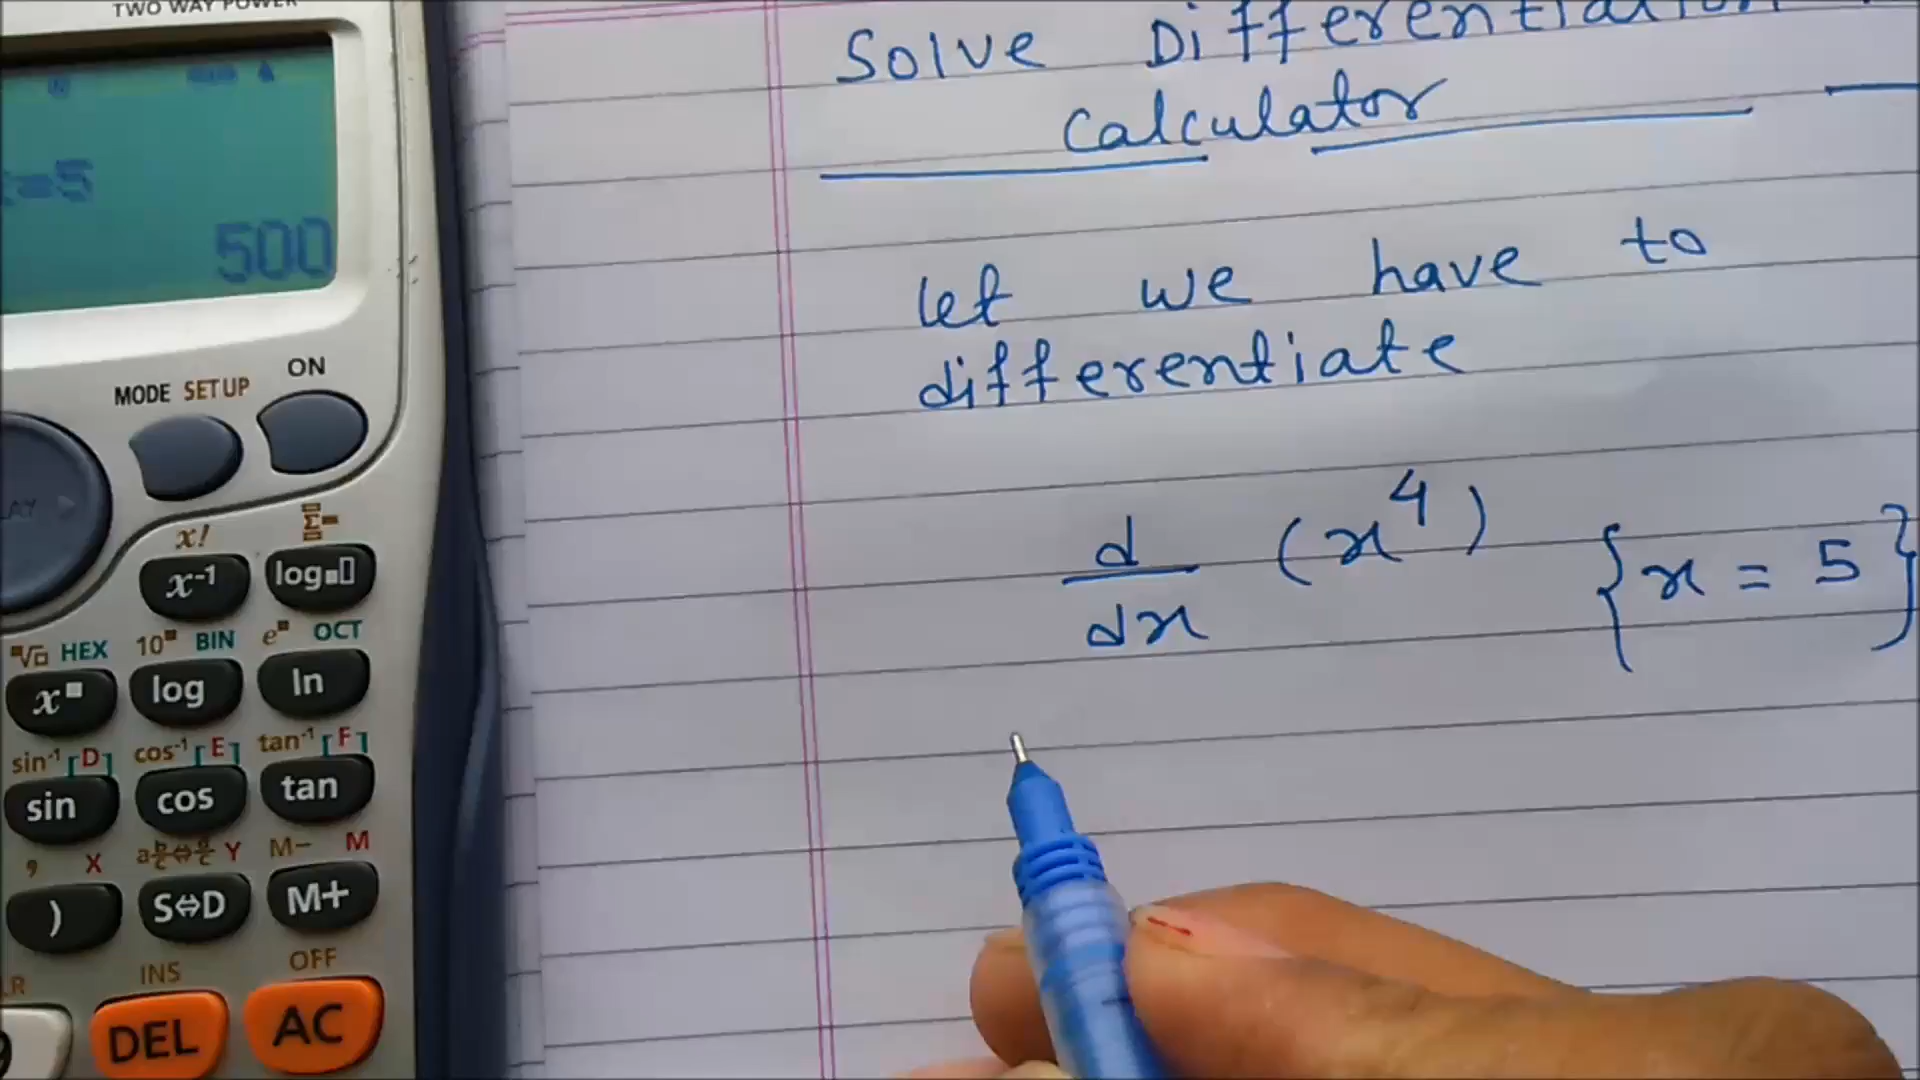 TWO WAY POWER
Solve Differentiation
Calculator
=5
500
let we have to
differentiate
d/dx (x⁴) {x = 5}
MODE SETUP ON
x! Σ=
x⁻¹ log■□
■√□ HEX 10■ BIN e■ OCT
x■ log ln
sin⁻¹ [D] cos⁻¹ [E] tan⁻¹ [F]
sin cos tan
, X a b/c⇔d/c Y M− M
) S⇔D M+
INS OFF
9 DEL AC